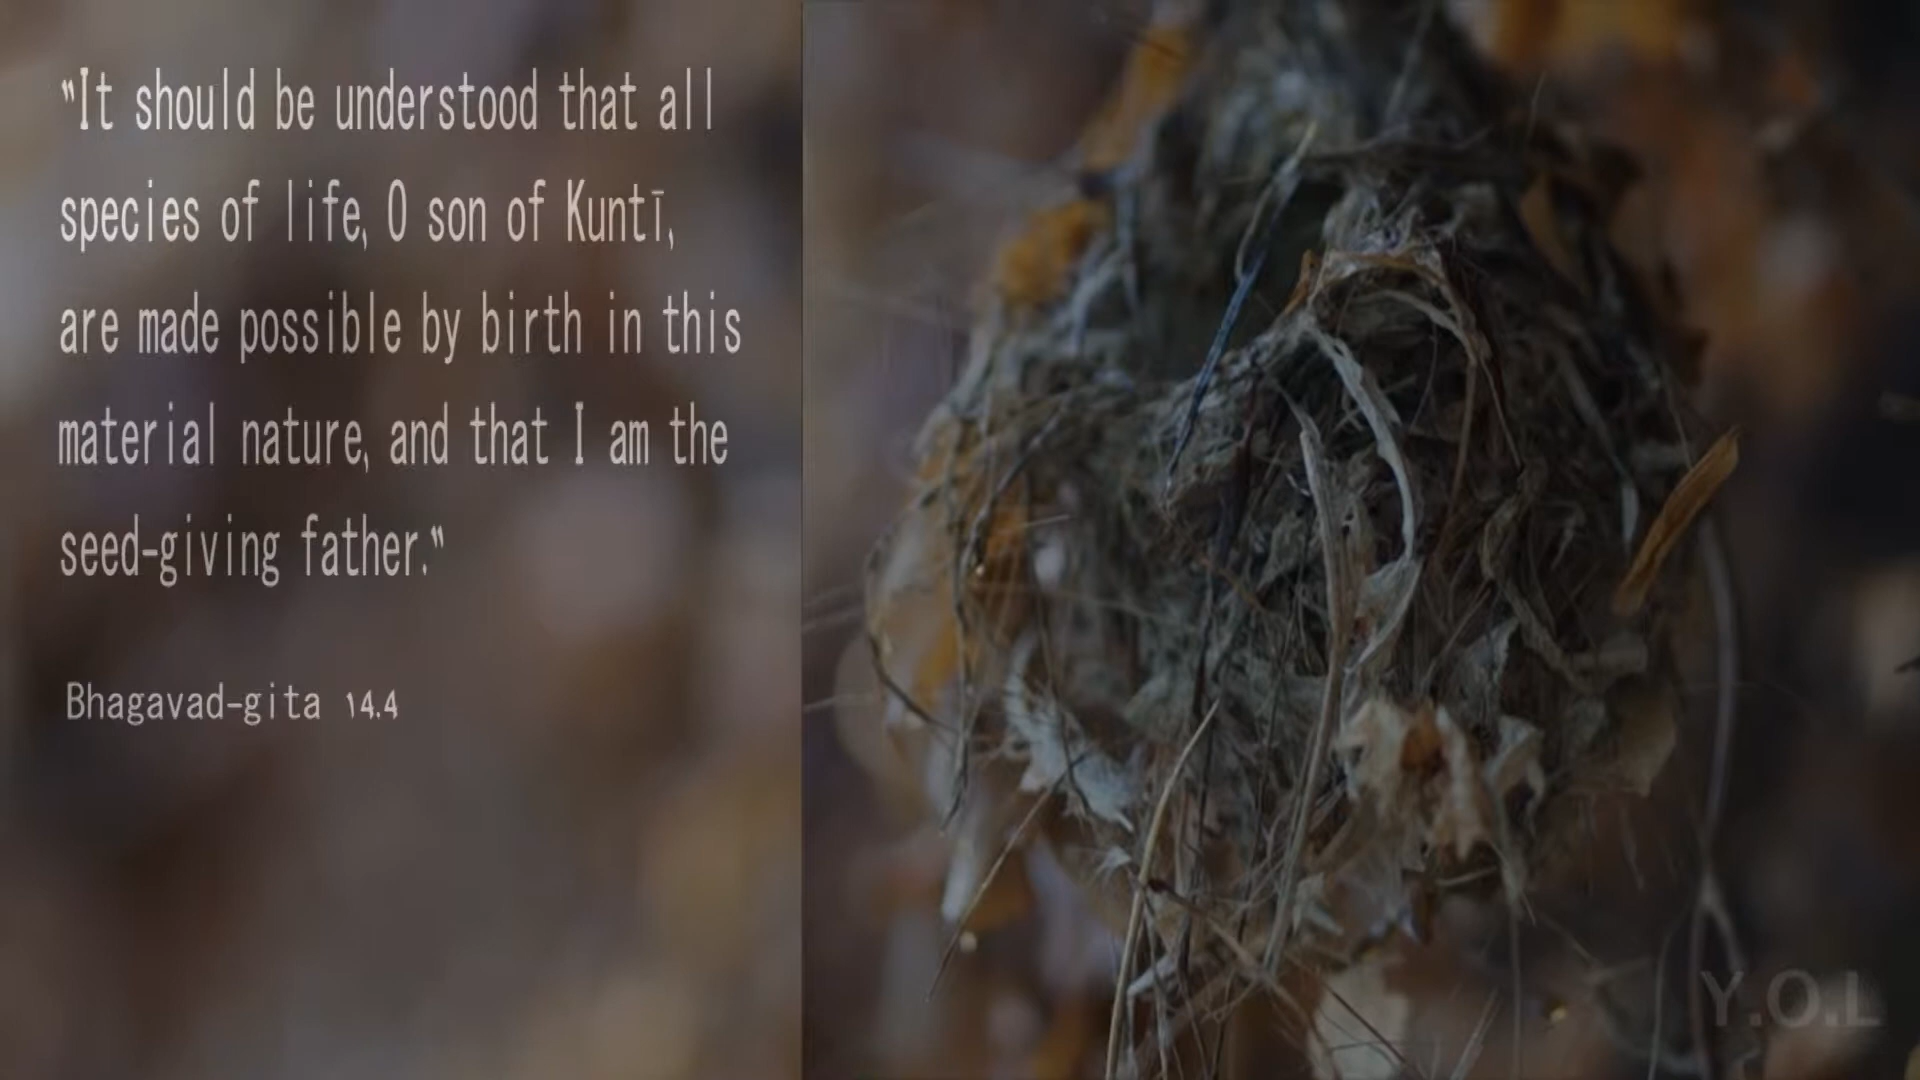 "It should be understood that all
species of life, O son of Kuntī,
are made possible by birth in this
material nature, and that I am the
seed-giving father."
Bhagavad-gita 14.4
Y.O.L